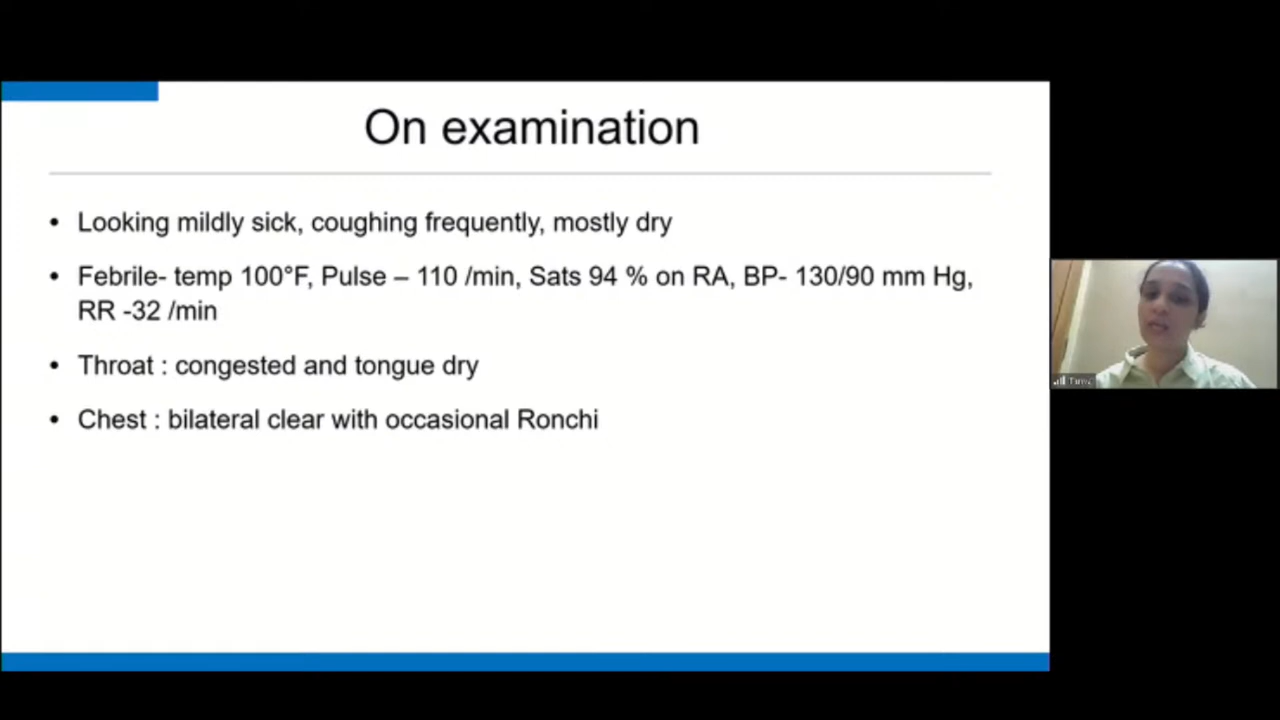 On examination
• Looking mildly sick, coughing frequently, mostly dry
• Febrile- temp 100°F, Pulse – 110 /min, Sats 94 % on RA, BP- 130/90 mm Hg,
RR -32 /min
• Throat : congested and tongue dry
• Chest : bilateral clear with occasional Ronchi